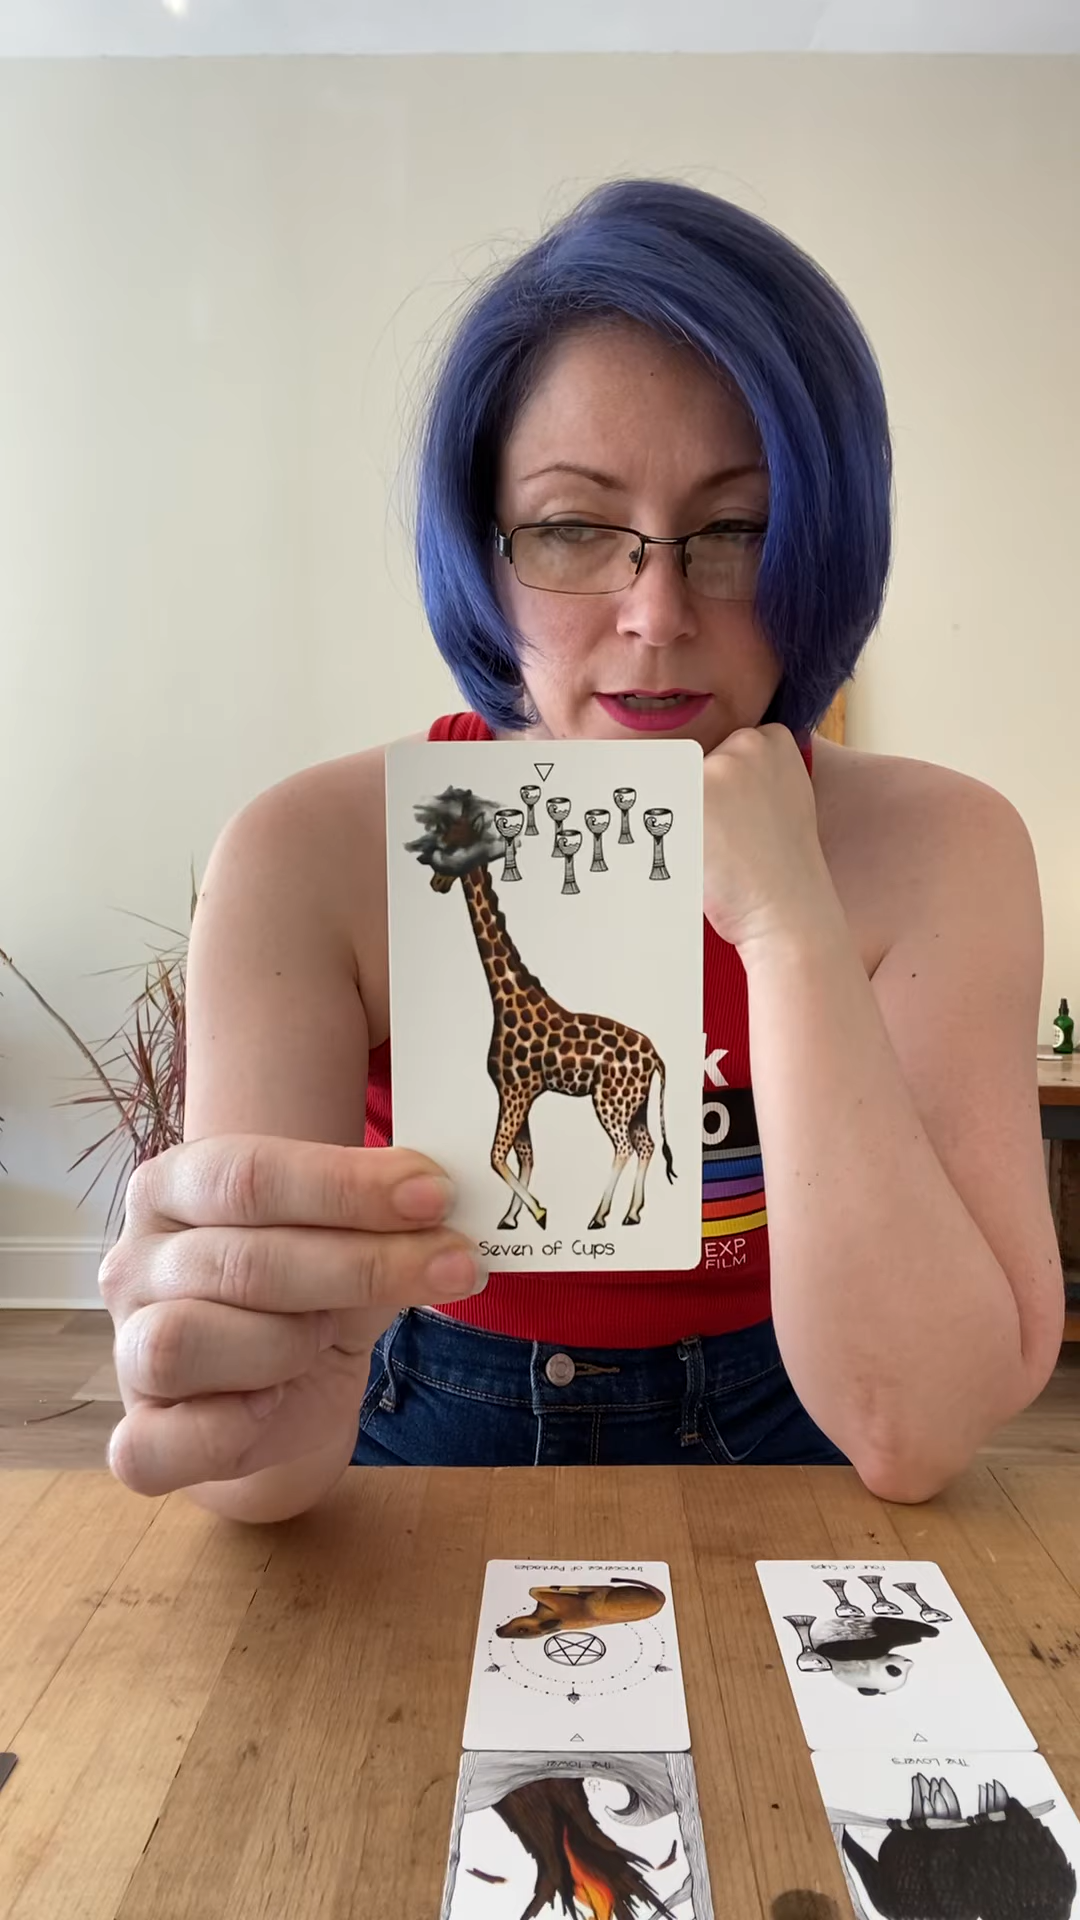 Seven of Cups
k
O
EXP
FILM
Innocence of Pentacles
Four of Cups
The Tower
The Lovers